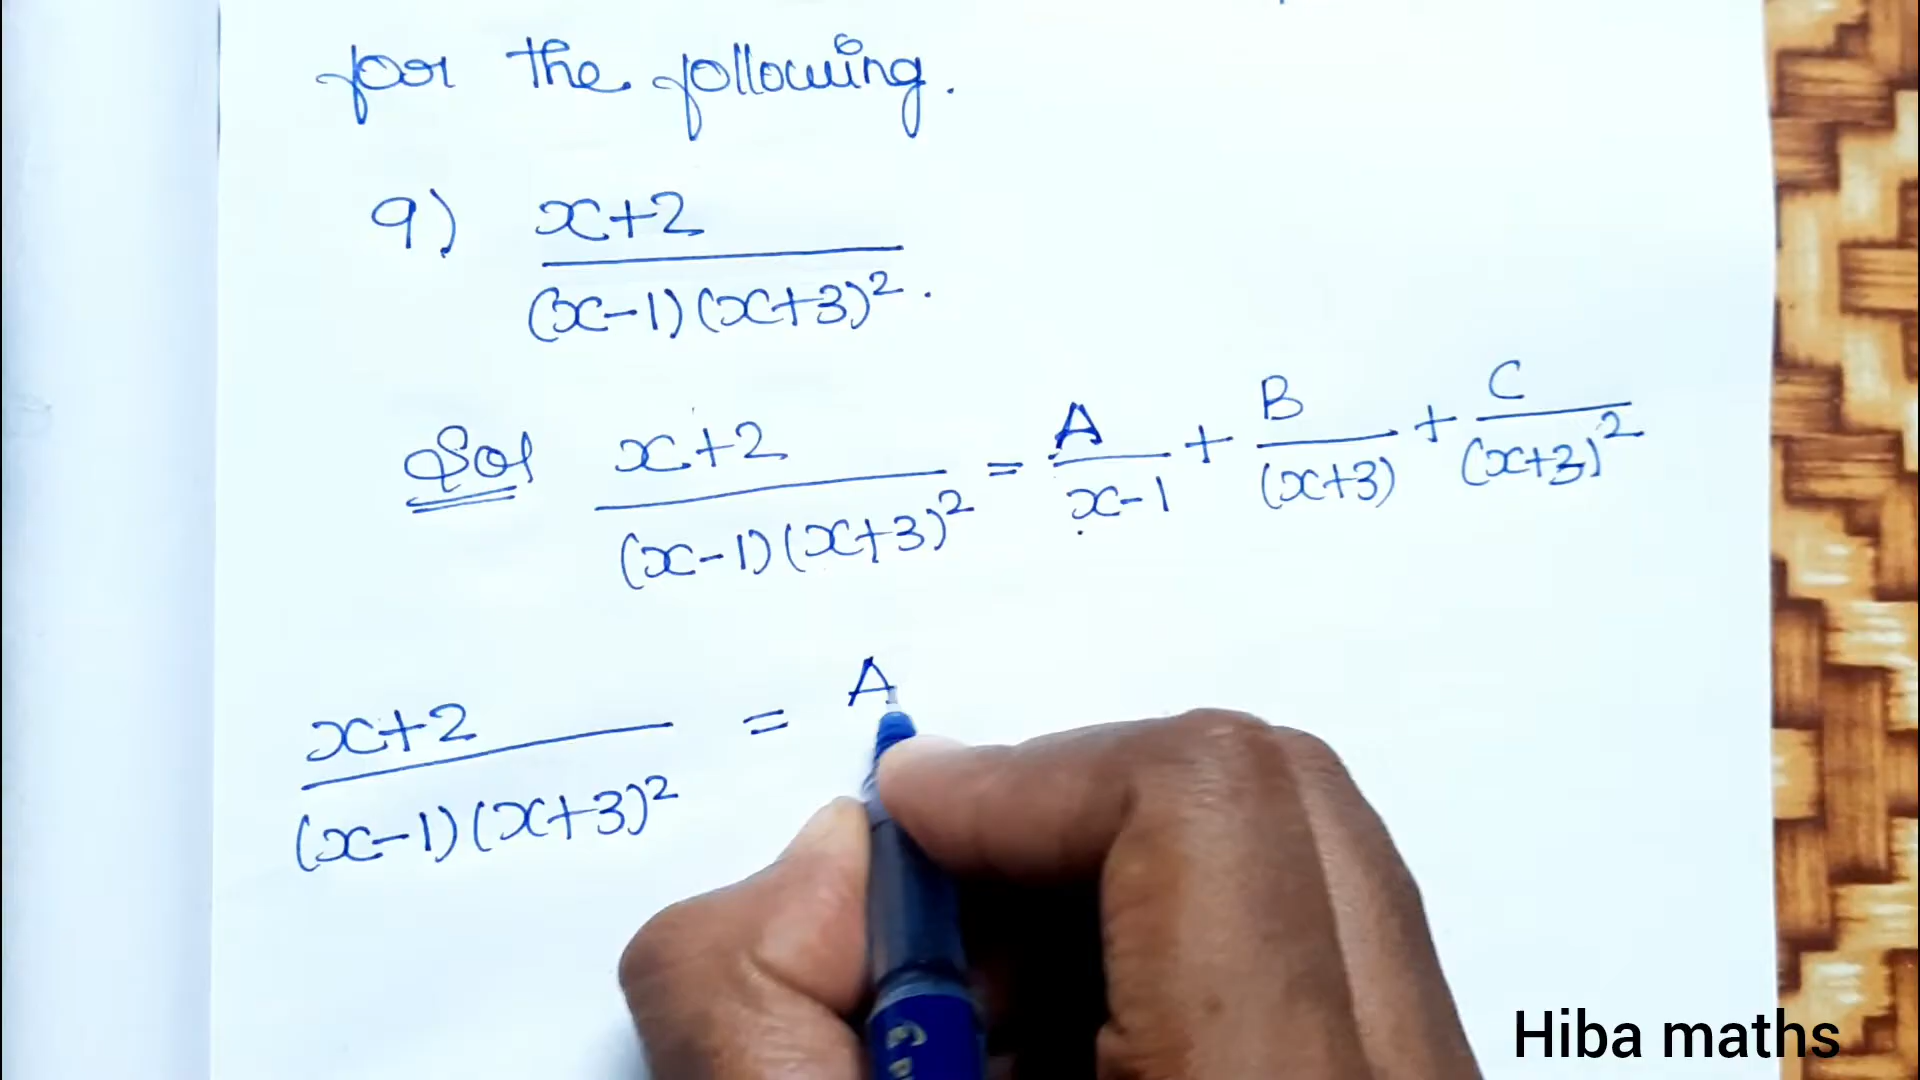 for the following.
9) x+2
(x-1)(x+3)².
Sol x+2 / (x-1)(x+3)² = A / x-1 + B / (x+3) + C / (x+3)²
x+2 / (x-1)(x+3)² = A
Hiba maths